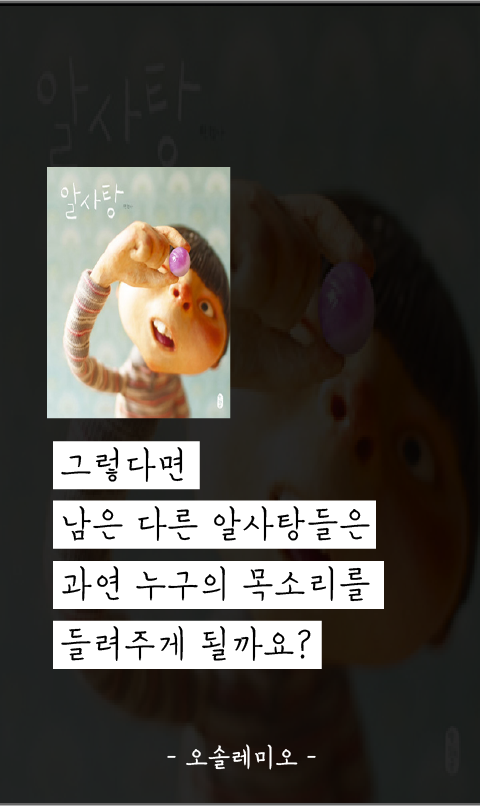 알사탕
알사탕
그렇다면
남은 다른 알사탕들은
과연 누구의 목소리를
들려주게 될까요?
- 오솔레미오 -